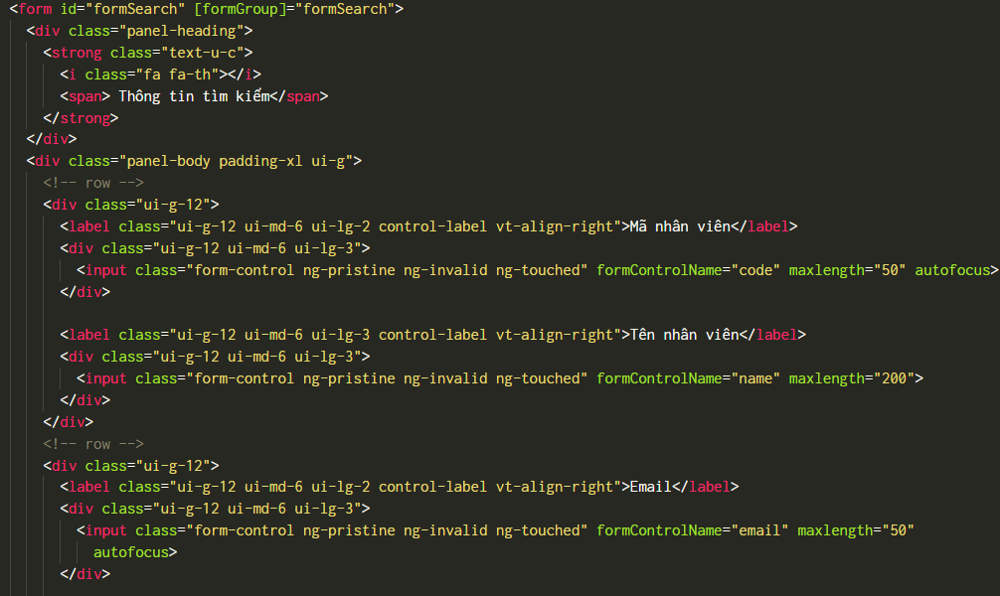 <form id="formSearch" [formGroup]="formSearch">
<div class="panel-heading">
<strong class="text-u-c">
<i class="fa fa-th"></i>
<span> Thông tin tìm kiếm</span>
</strong>
</div>
<div class="panel-body padding-xl ui-g">
<!-- row -->
<div class="ui-g-12">
<label class="ui-g-12 ui-md-6 ui-lg-2 control-label vt-align-right">Mã nhân viên</label>
<div class="ui-g-12 ui-md-6 ui-lg-3">
<input class="form-control ng-pristine ng-invalid ng-touched" formControlName="code" maxlength="50" autofocus>
</div>
<label class="ui-g-12 ui-md-6 ui-lg-3 control-label vt-align-right">Tên nhân viên</label>
<div class="ui-g-12 ui-md-6 ui-lg-3">
<input class="form-control ng-pristine ng-invalid ng-touched" formControlName="name" maxlength="200">
</div>
</div>
<!-- row -->
<div class="ui-g-12">
<label class="ui-g-12 ui-md-6 ui-lg-2 control-label vt-align-right">Email</label>
<div class="ui-g-12 ui-md-6 ui-lg-3">
<input class="form-control ng-pristine ng-invalid ng-touched" formControlName="email" maxlength="50"
autofocus>
</div>